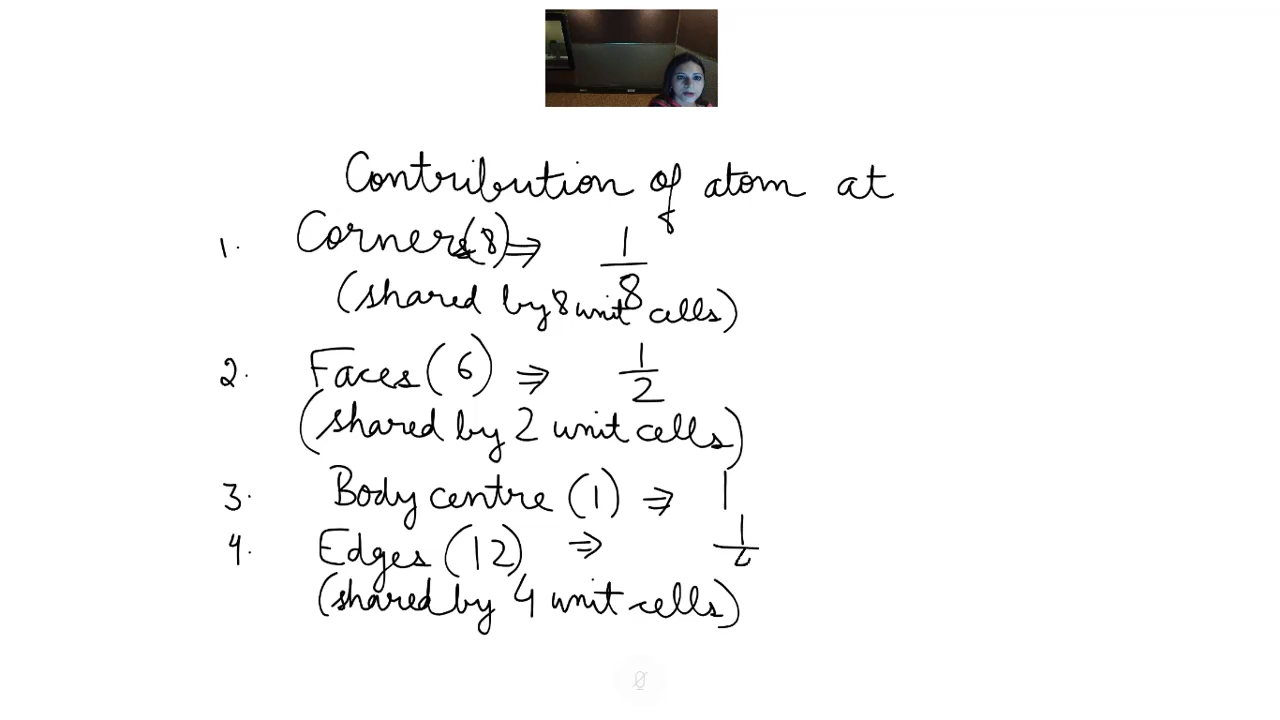 Contribution of atom at
1. Corners(8) ⇒ 1/8
(shared by 8 unit cells)
2. Faces (6) ⇒ 1/2
(shared by 2 unit cells)
3. Body centre (1) ⇒ 1
4. Edges (12) ⇒ 1/4
(shared by 4 unit cells)